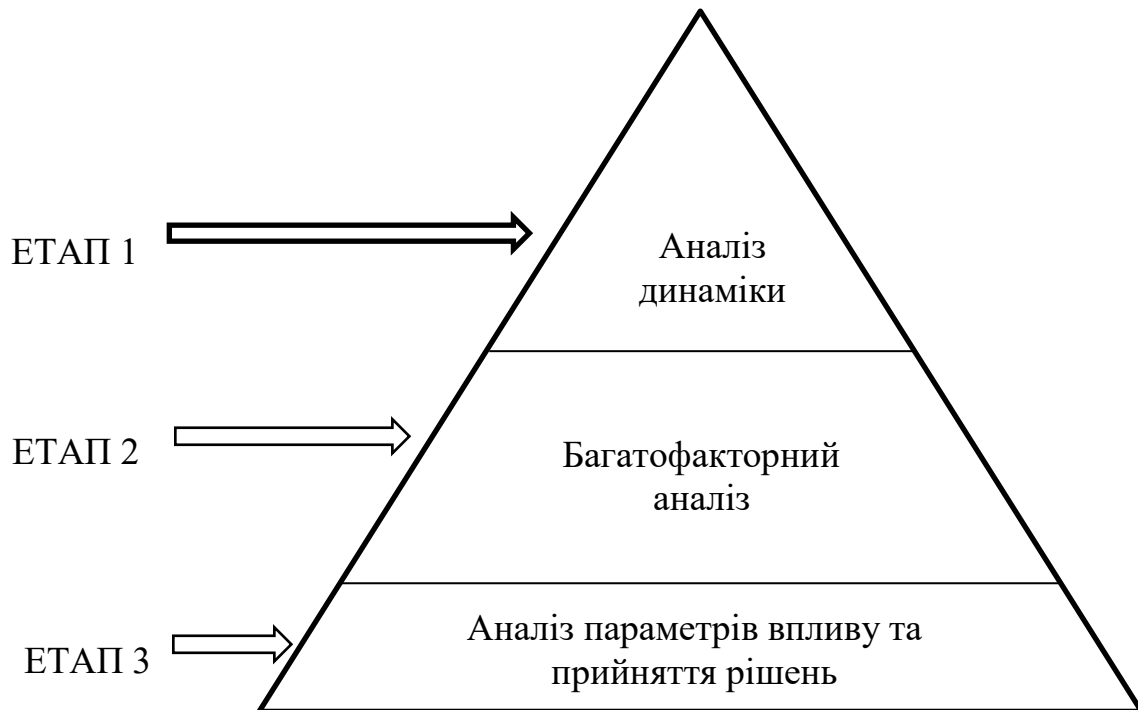 ЕТАП 1
Аналіз
динаміки
ЕТАП 2
Багатофакторний
аналіз
ЕТАП 3
Аналіз параметрів впливу та
прийняття рішень